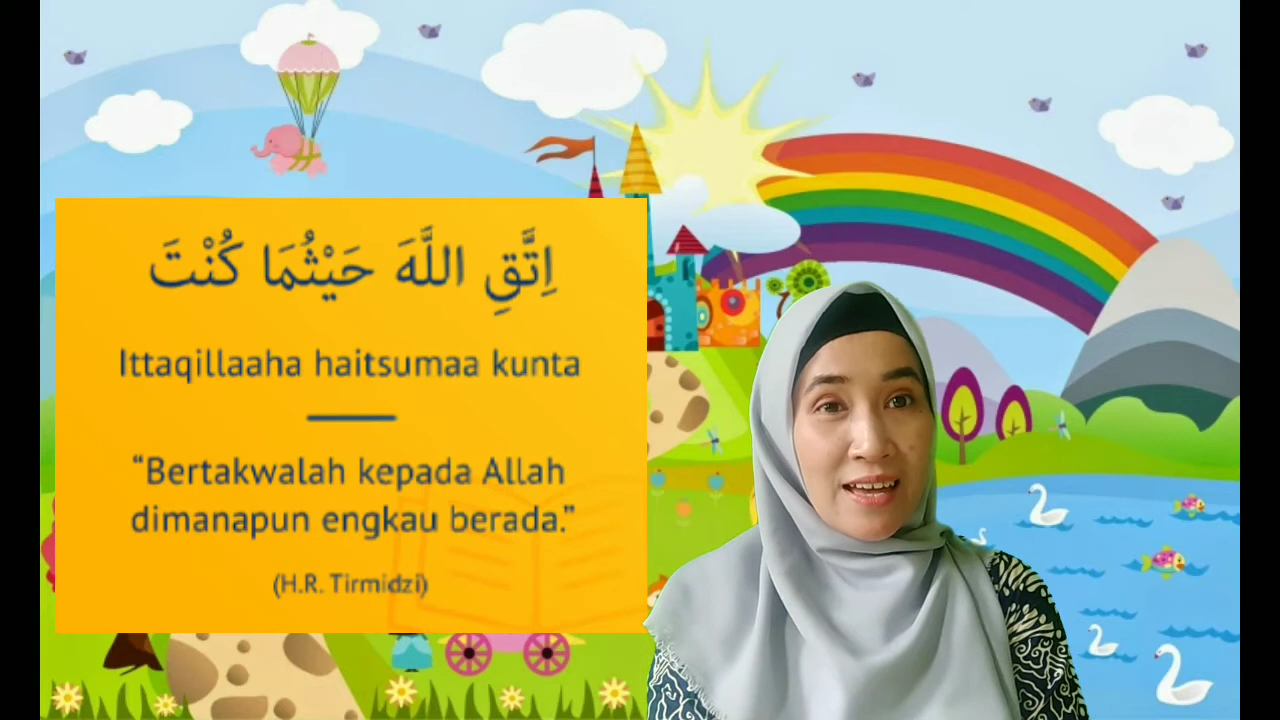 اِتَّقِ اللَّهَ حَيْثُمَا كُنْتَ
Ittaqillaaha haitsumaa kunta
“Bertakwalah kepada Allah
dimanapun engkau berada.”
(H.R. Tirmidzi)